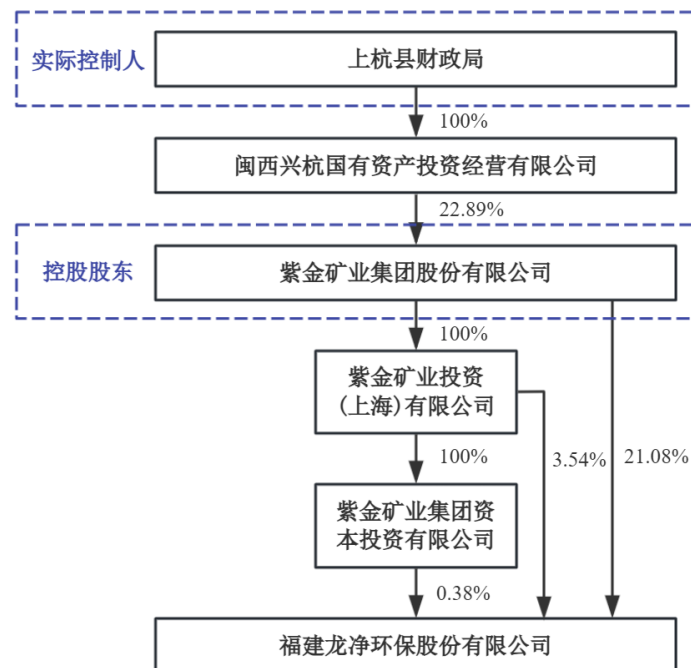 实际控制人
上杭县财政局
100%
闽西兴杭国有资产投资经营有限公司
22.89%
控股股东
紫金矿业集团股份有限公司
100%
紫金矿业投资
(上海)有限公司
100%
3.54%
21.08%
紫金矿业集团资
本投资有限公司
0.38%
福建龙净环保股份有限公司